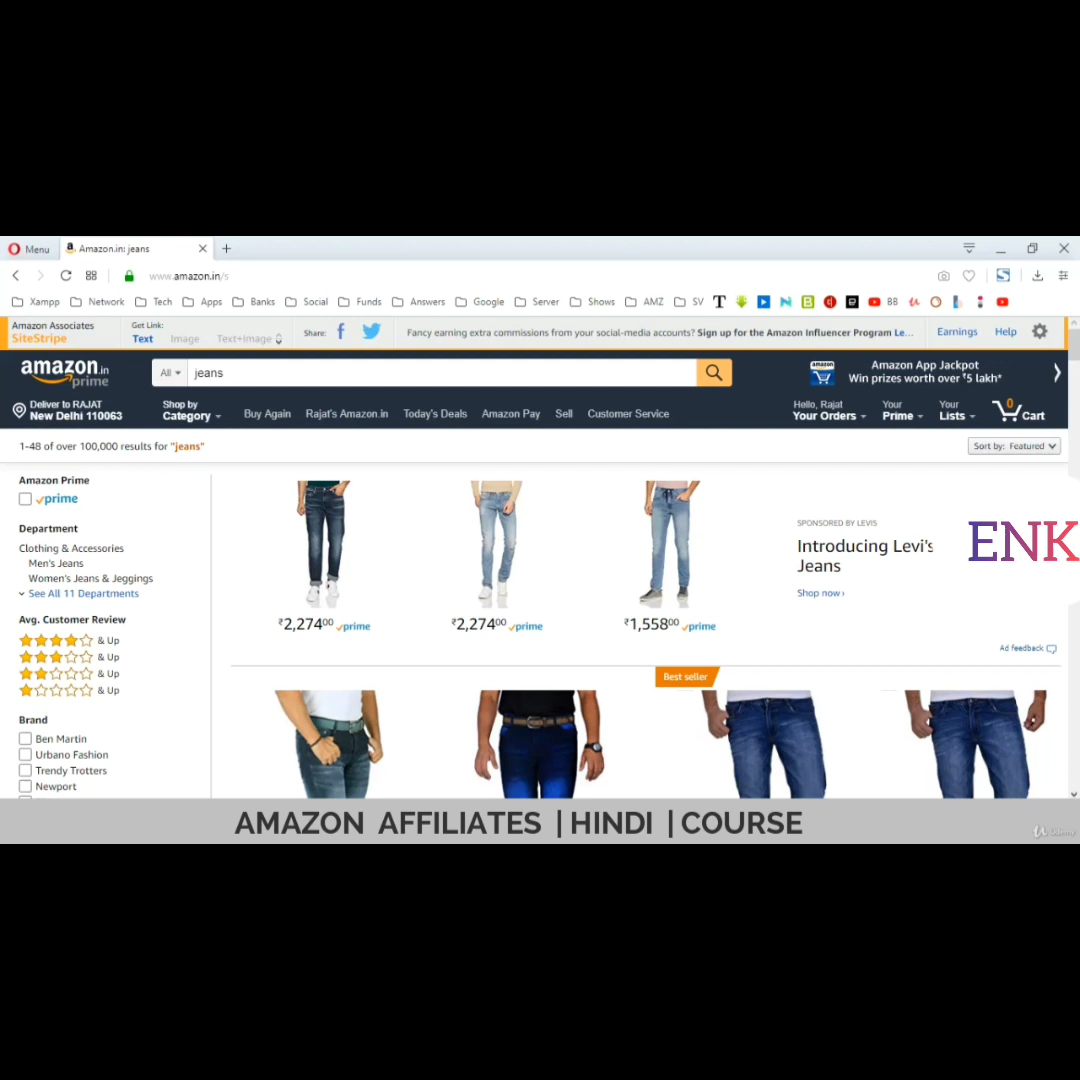 Menu
Amazon.in: jeans
www.amazon.in/s
Xampp Network Tech Apps Banks Social Funds Answers Google Server Shows AMZ SV T BB
Amazon Associates
SiteStripe
Get Link:
Text Image Text+Image
Share:
Fancy earning extra commissions from your social-media accounts? Sign up for the Amazon Influencer Program Le...
Earnings Help
amazon.in
prime
All
jeans
amazon
Amazon App Jackpot
Win prizes worth over ₹5 lakh*
Deliver to RAJAT
New Delhi 110063
Shop by
Category
Buy Again Rajat's Amazon.in Today's Deals Amazon Pay Sell Customer Service
Hello, Rajat
Your Orders
Your
Prime
Your
Lists
0
Cart
1-48 of over 100,000 results for "jeans"
Sort by: Featured
Amazon Prime
prime
Department
Clothing & Accessories
Men's Jeans
Women's Jeans & Jeggings
See All 11 Departments
Avg. Customer Review
& Up
& Up
& Up
& Up
Brand
Ben Martin
Urbano Fashion
Trendy Trotters
Newport
₹2,27400 prime
₹2,27400 prime
₹1,55800 prime
SPONSORED BY LEVIS
Introducing Levi's
Jeans
Shop now ›
ENK
Ad feedback
Best seller
AMAZON AFFILIATES | HINDI | COURSE
Udemy